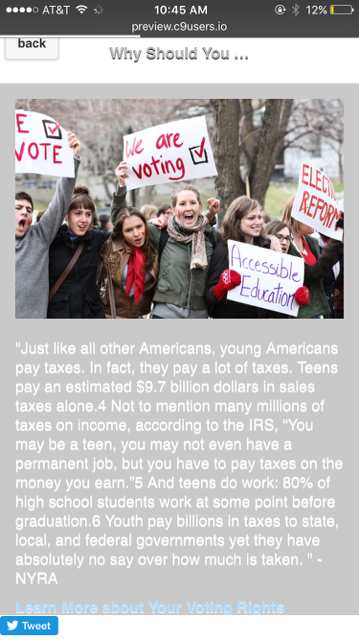 AT&T 10:45 AM 12%
preview.c9users.io
back
Why Should You ...
E
VOTE
We are
voting
ELECT
REFORM
Accessible
Education
"Just like all other Americans, young Americans
pay taxes. In fact, they pay a lot of taxes. Teens
pay an estimated $9.7 billion dollars in sales
taxes alone.4 Not to mention many millions of
taxes on income, according to the IRS, "You
may be a teen, you may not even have a
permanent job, but you have to pay taxes on the
money you earn."5 And teens do work: 80% of
high school students work at some point before
graduation.6 Youth pay billions in taxes to state,
local, and federal governments yet they have
absolutely no say over how much is taken. " -
NYRA
Learn More about Your Voting Rights
Tweet